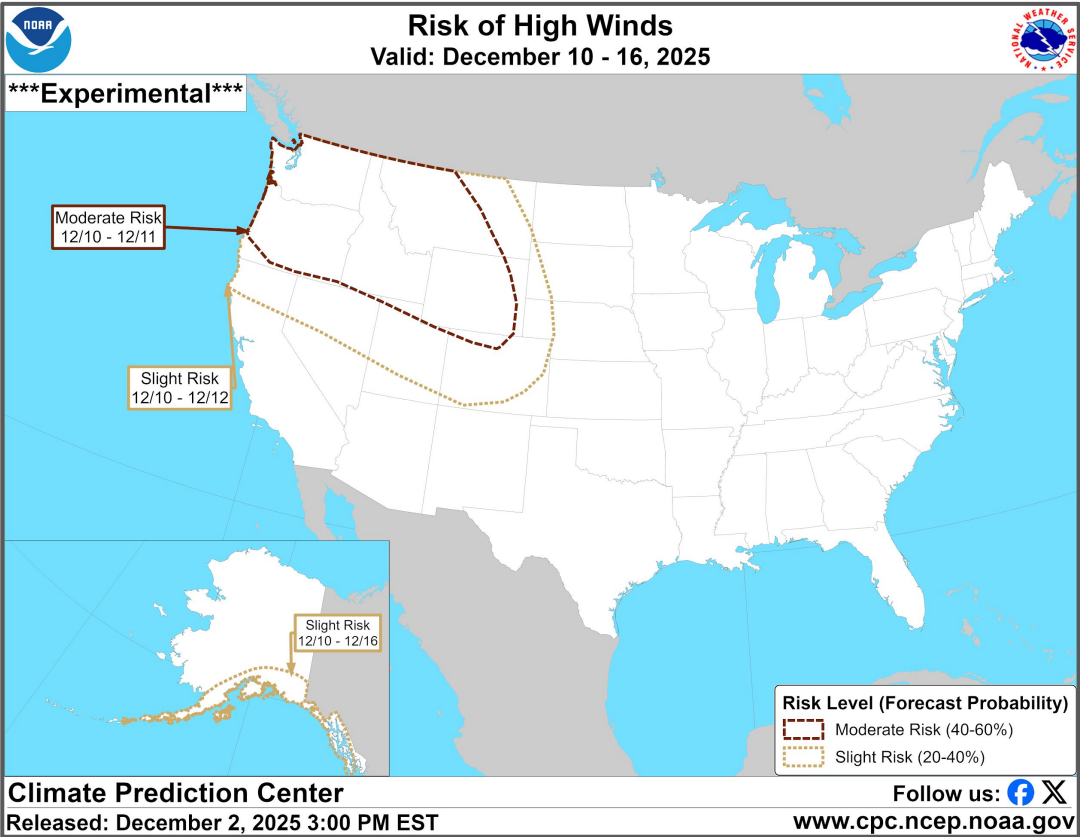 NOAA
Risk of High Winds
Valid: December 10 - 16, 2025
NATIONAL WEATHER SERVICE
***Experimental***
Moderate Risk
12/10 - 12/11
Slight Risk
12/10 - 12/12
Slight Risk
12/10 - 12/16
Risk Level (Forecast Probability)
Moderate Risk (40-60%)
Slight Risk (20-40%)
Climate Prediction Center
Follow us:
Released: December 2, 2025 3:00 PM EST
www.cpc.ncep.noaa.gov